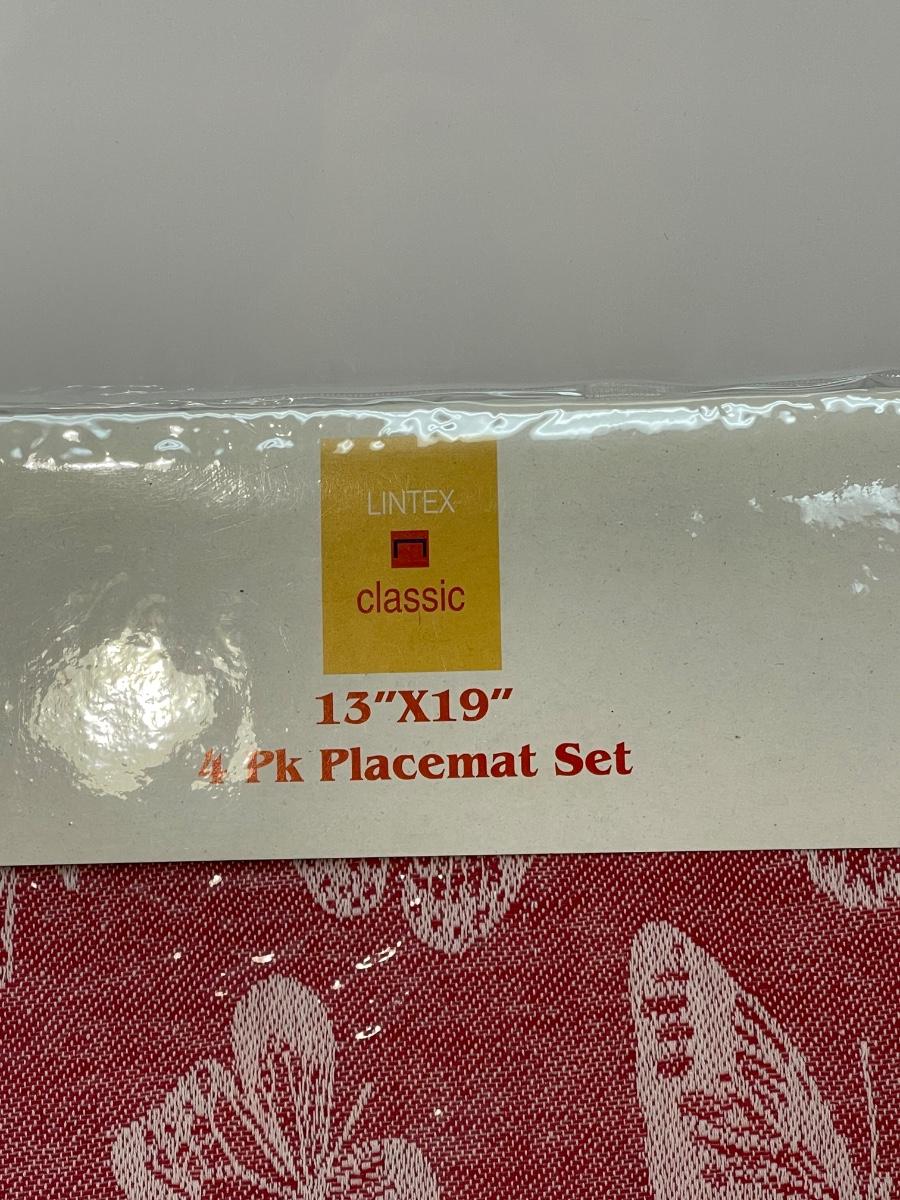 LINTEX
classic
13"X19"
4 Pk Placemat Set